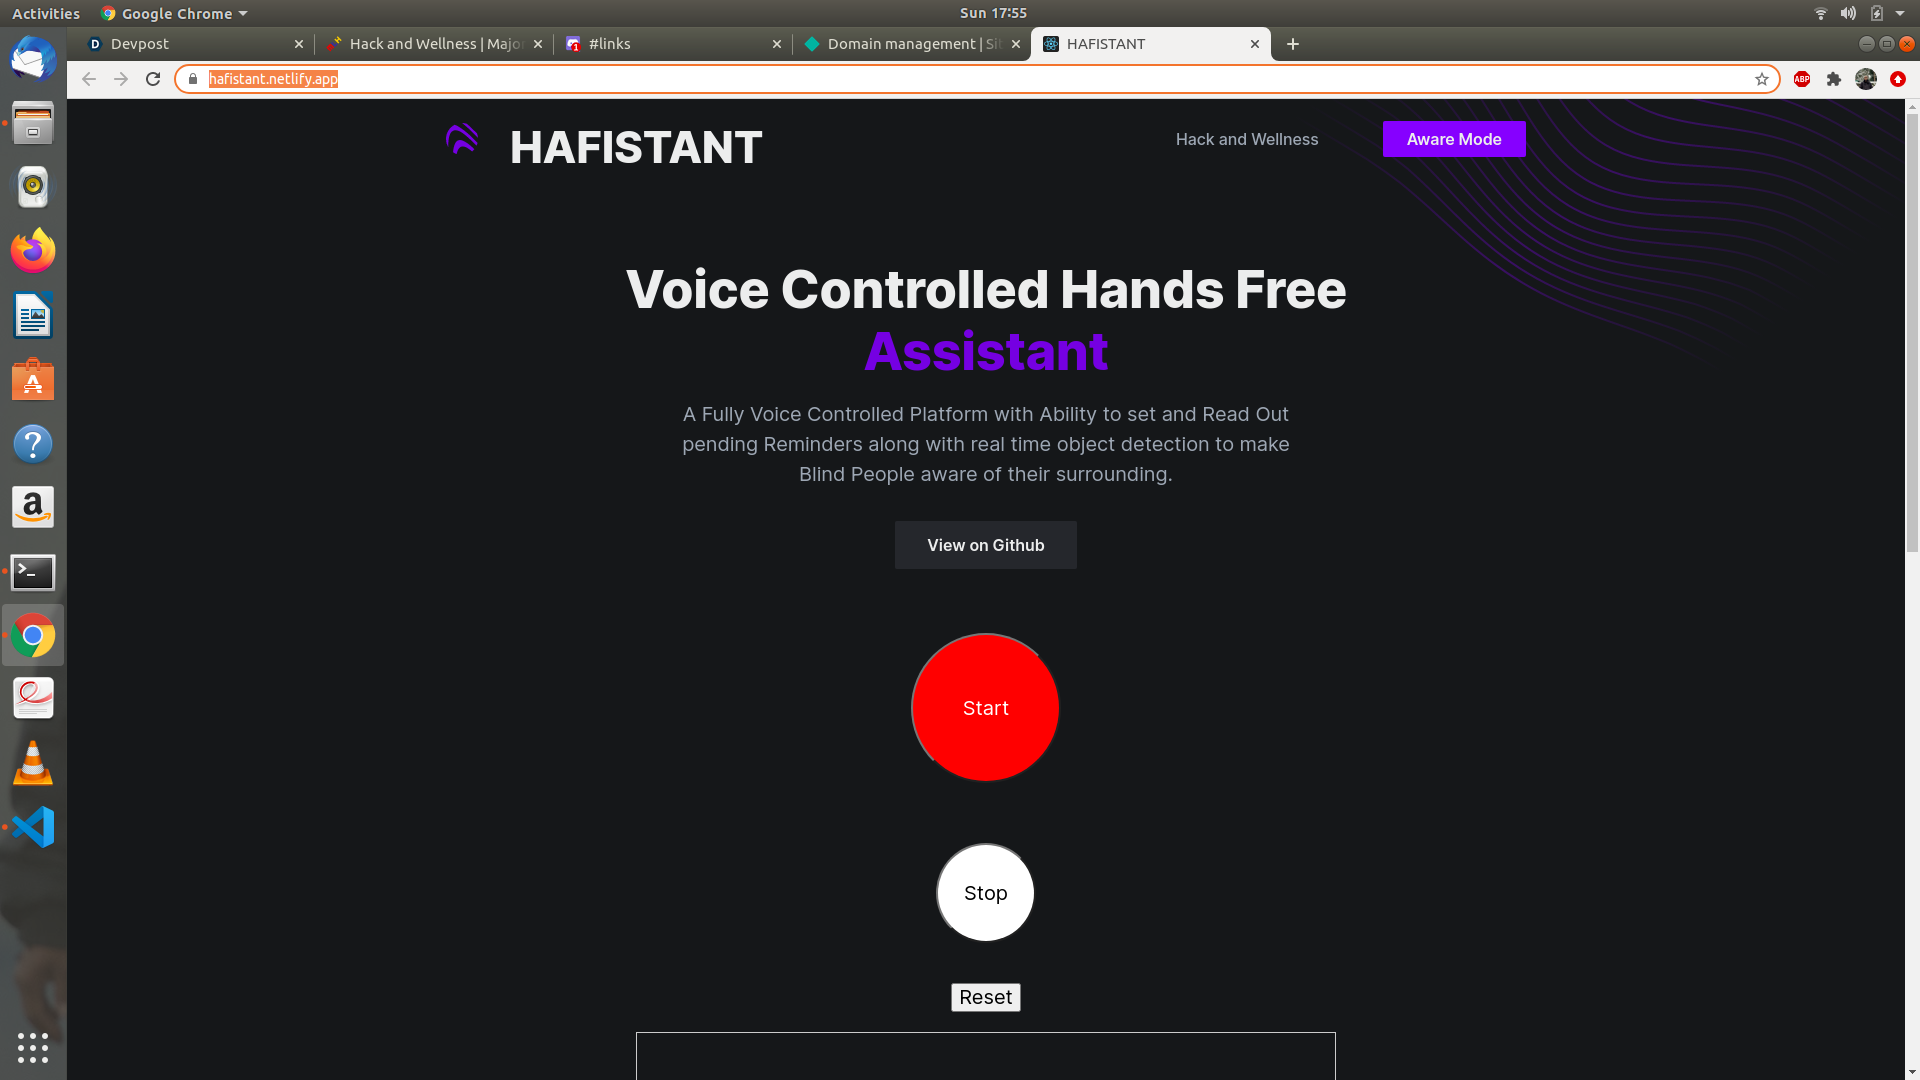 Activities
Google Chrome
Sun 17:55
Devpost
Hack and Wellness | Major
1
#links
Domain management | Sit
HAFISTANT
hafistant.netlify.app
ABP
HAFISTANT
Hack and Wellness
Aware Mode
Voice Controlled Hands Free
Assistant
A Fully Voice Controlled Platform with Ability to set and Read Out
pending Reminders along with real time object detection to make
Blind People aware of their surrounding.
View on Github
Start
Stop
Reset